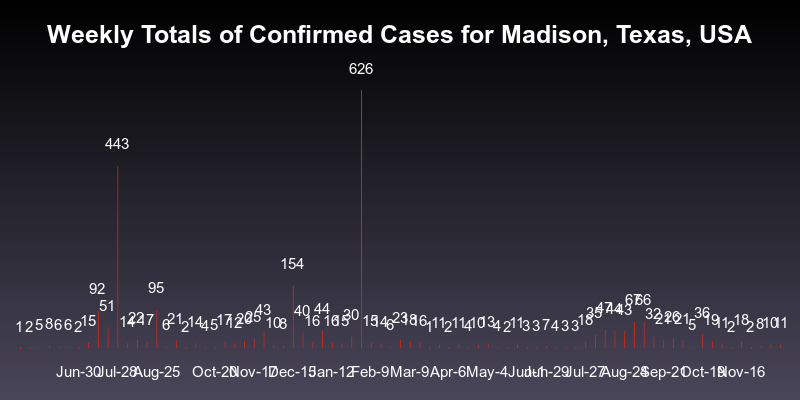 Weekly Totals of Confirmed Cases for Madison, Texas, USA
626
443
154
92 95
51 47 44 43 67 66
1 2 5 8 6 6 2 15 14 22 17 6 21 2 14 4 5 17 12 20 25 43 10 8 40 16 44 16 15 30 15 14 6 23 18 16 1 11 2 11 4 10 13 4 2 11 3 3 7 4 3 3 18 35 32 21 26 21 5 36 19 11 2 18 2 8 10 11
Jun-30 Jul-28 Aug-25 Oct-20 Nov-17 Dec-15 Jan-12 Feb-9 Mar-9 Apr-6 May-4 Jun-1 Jun-29 Jul-27 Aug-24 Sep-21 Oct-19 Nov-16